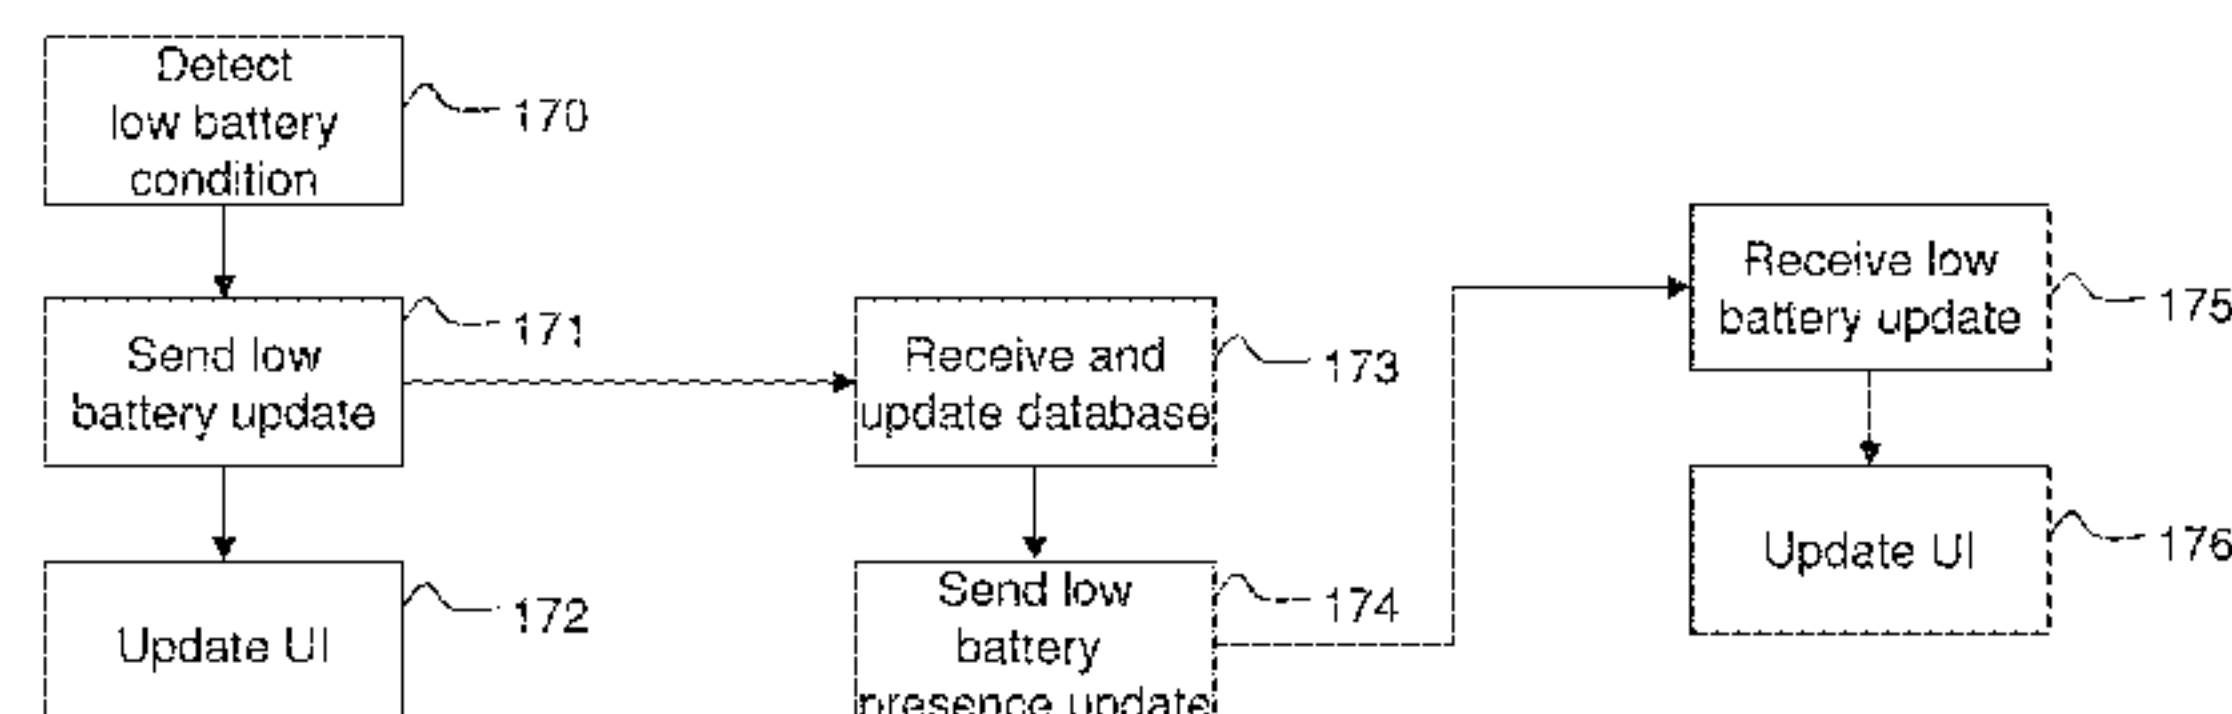 Detect
low battery
condition
170
Send low
battery update
171
Update UI
172
Receive and
update database
173
Send low
battery
presence update
174
Receive low
battery update
175
Update UI
176